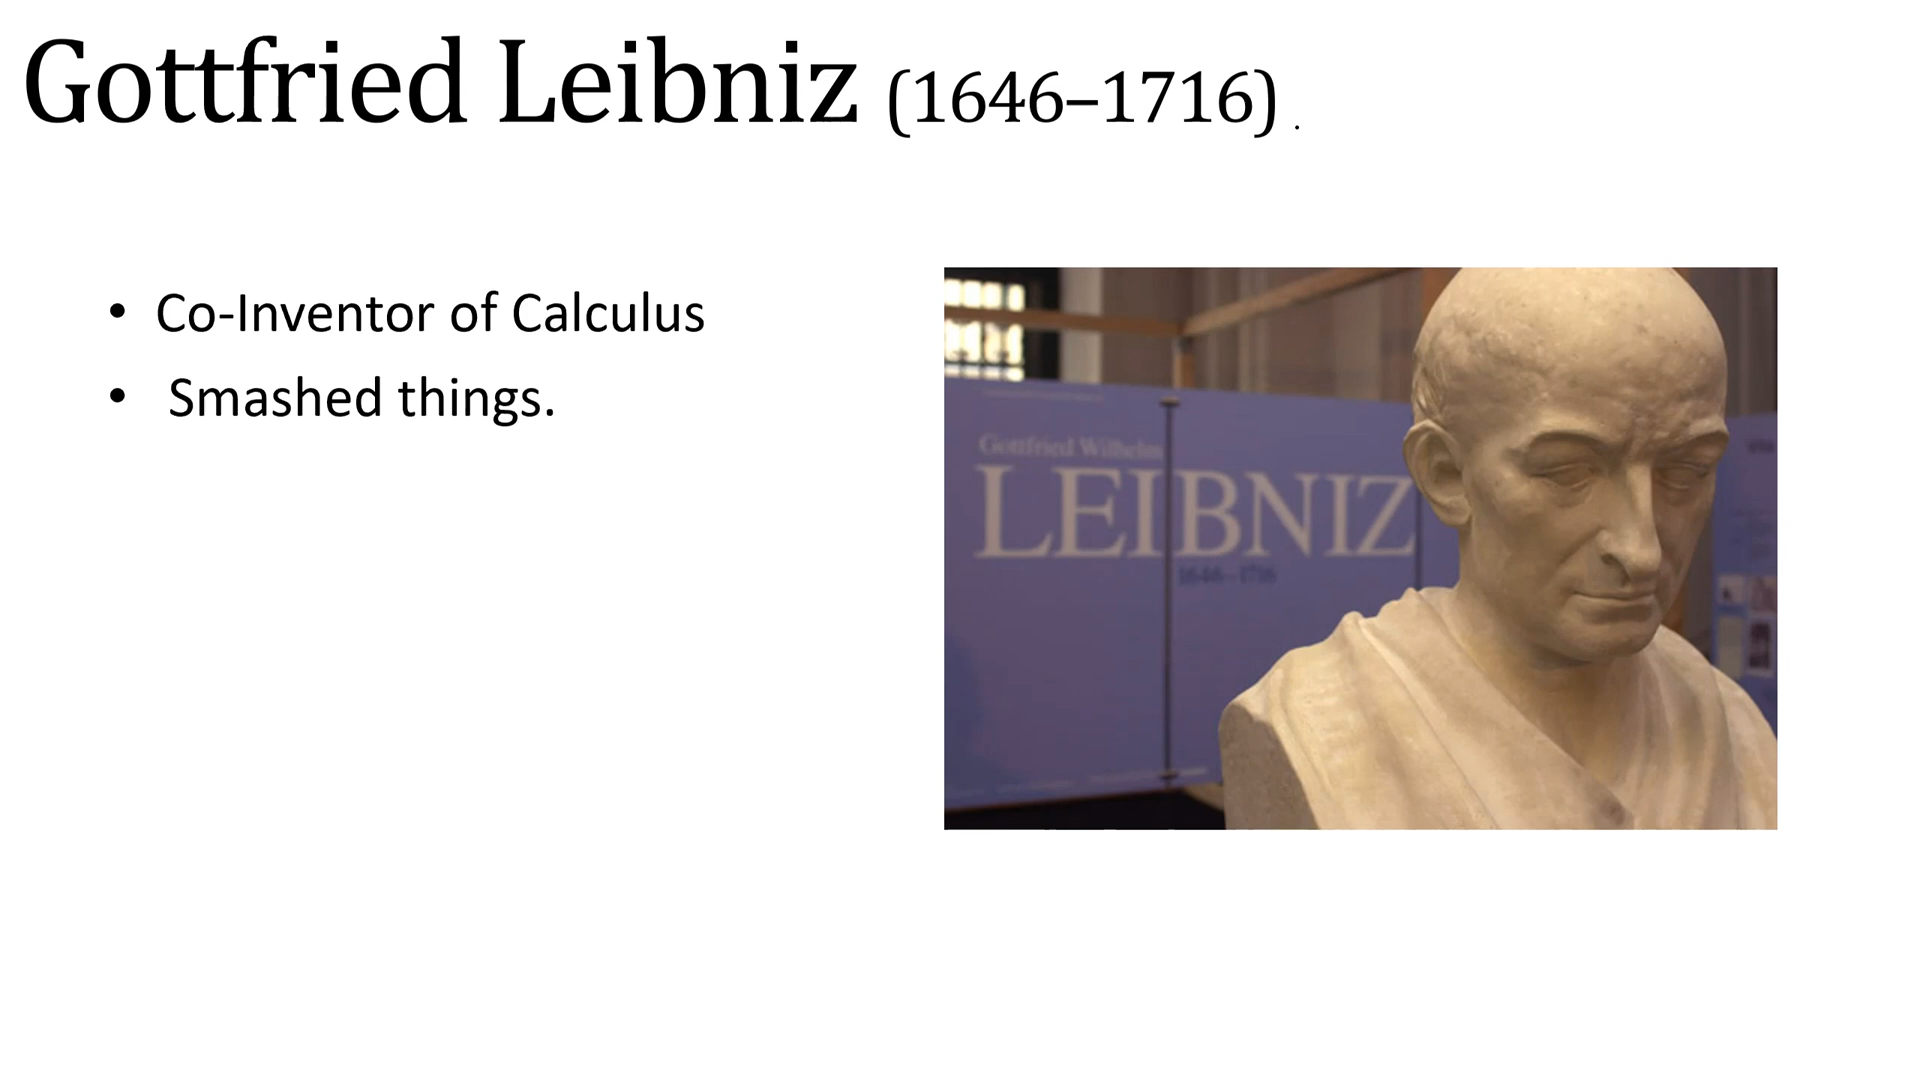 Gottfried Leibniz (1646–1716) .
• Co-Inventor of Calculus
• Smashed things.
Gottfried Wilhelm
LEIBNIZ
1646 - 1716